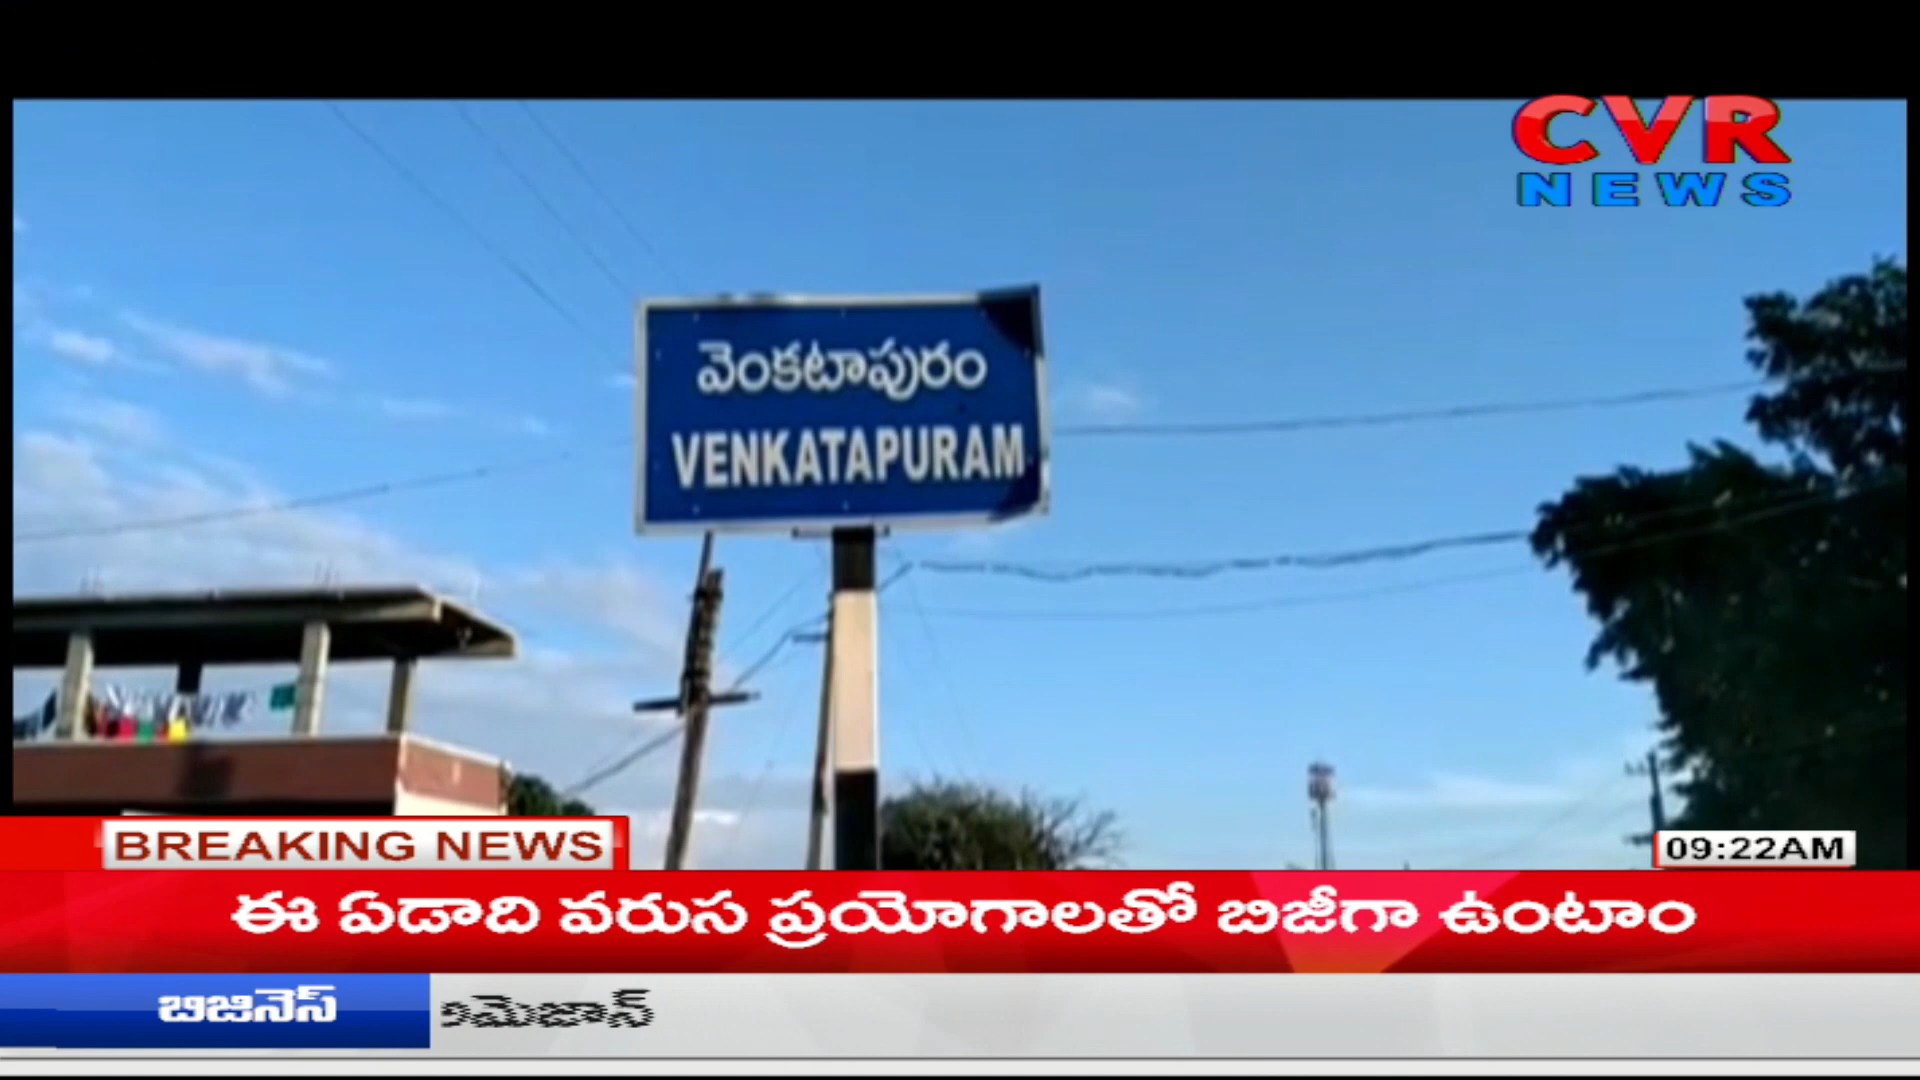 CVR
NEWS
వెంకటాపురం
VENKATAPURAM
BREAKING NEWS
09:22AM
ఈ ఏడాది వరుస ప్రయోగాలతో బిజీగా ఉంటాం
బిజినెస్